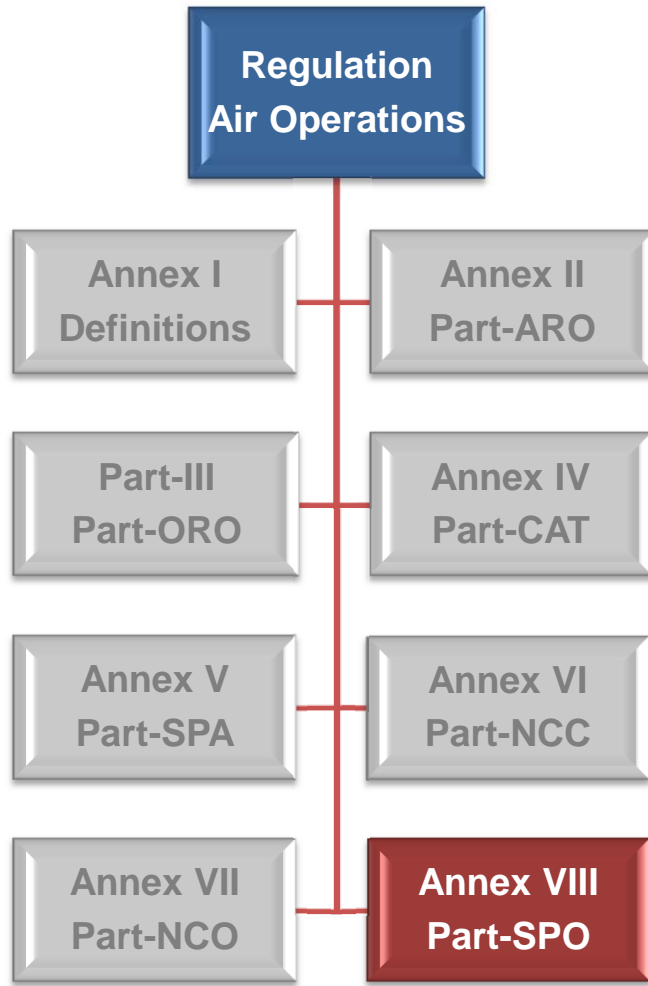 Regulation
Air Operations
Annex I
Definitions
Annex II
Part-ARO
Part-III
Part-ORO
Annex IV
Part-CAT
Annex V
Part-SPA
Annex VI
Part-NCC
Annex VII
Part-NCO
Annex VIII
Part-SPO